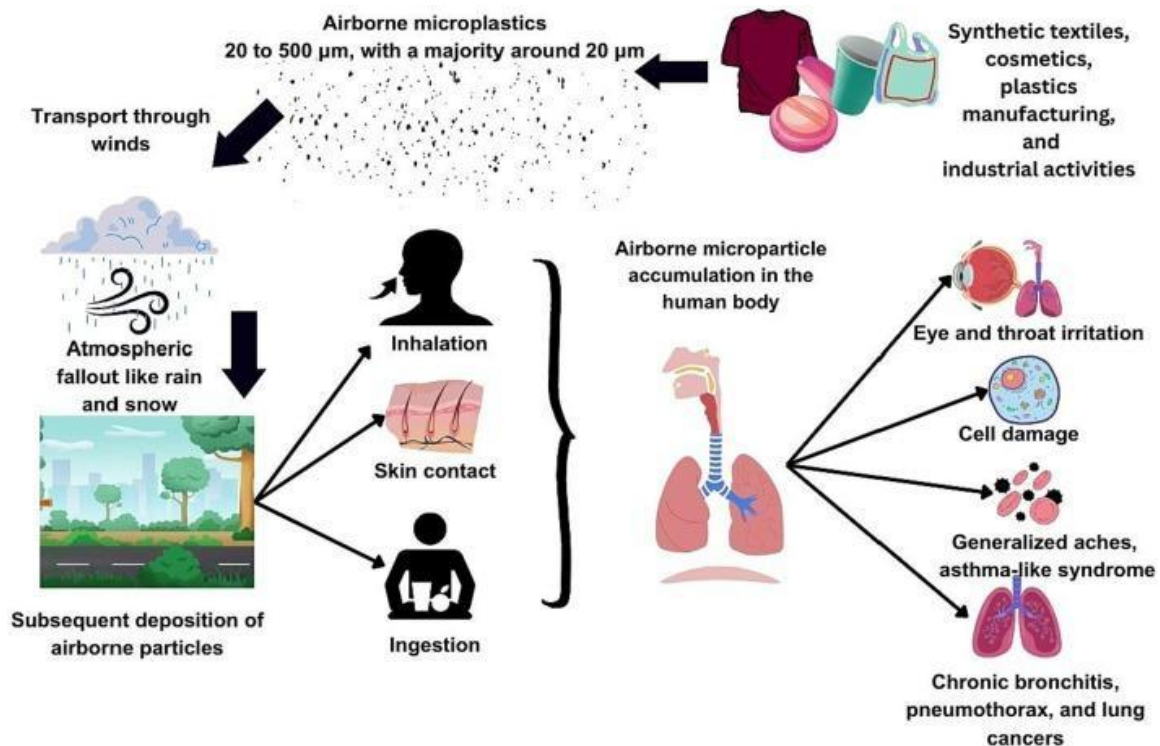 Airborne microplastics
20 to 500 µm, with a majority around 20 µm
Synthetic textiles,
cosmetics,
plastics
manufacturing,
and
industrial activities
Transport through
winds
Atmospheric
fallout like rain
and snow
Subsequent deposition of
airborne particles
Inhalation
Skin contact
Ingestion
Airborne microparticle
accumulation in the
human body
Eye and throat irritation
Cell damage
Generalized aches,
asthma-like syndrome
Chronic bronchitis,
pneumothorax, and lung
cancers